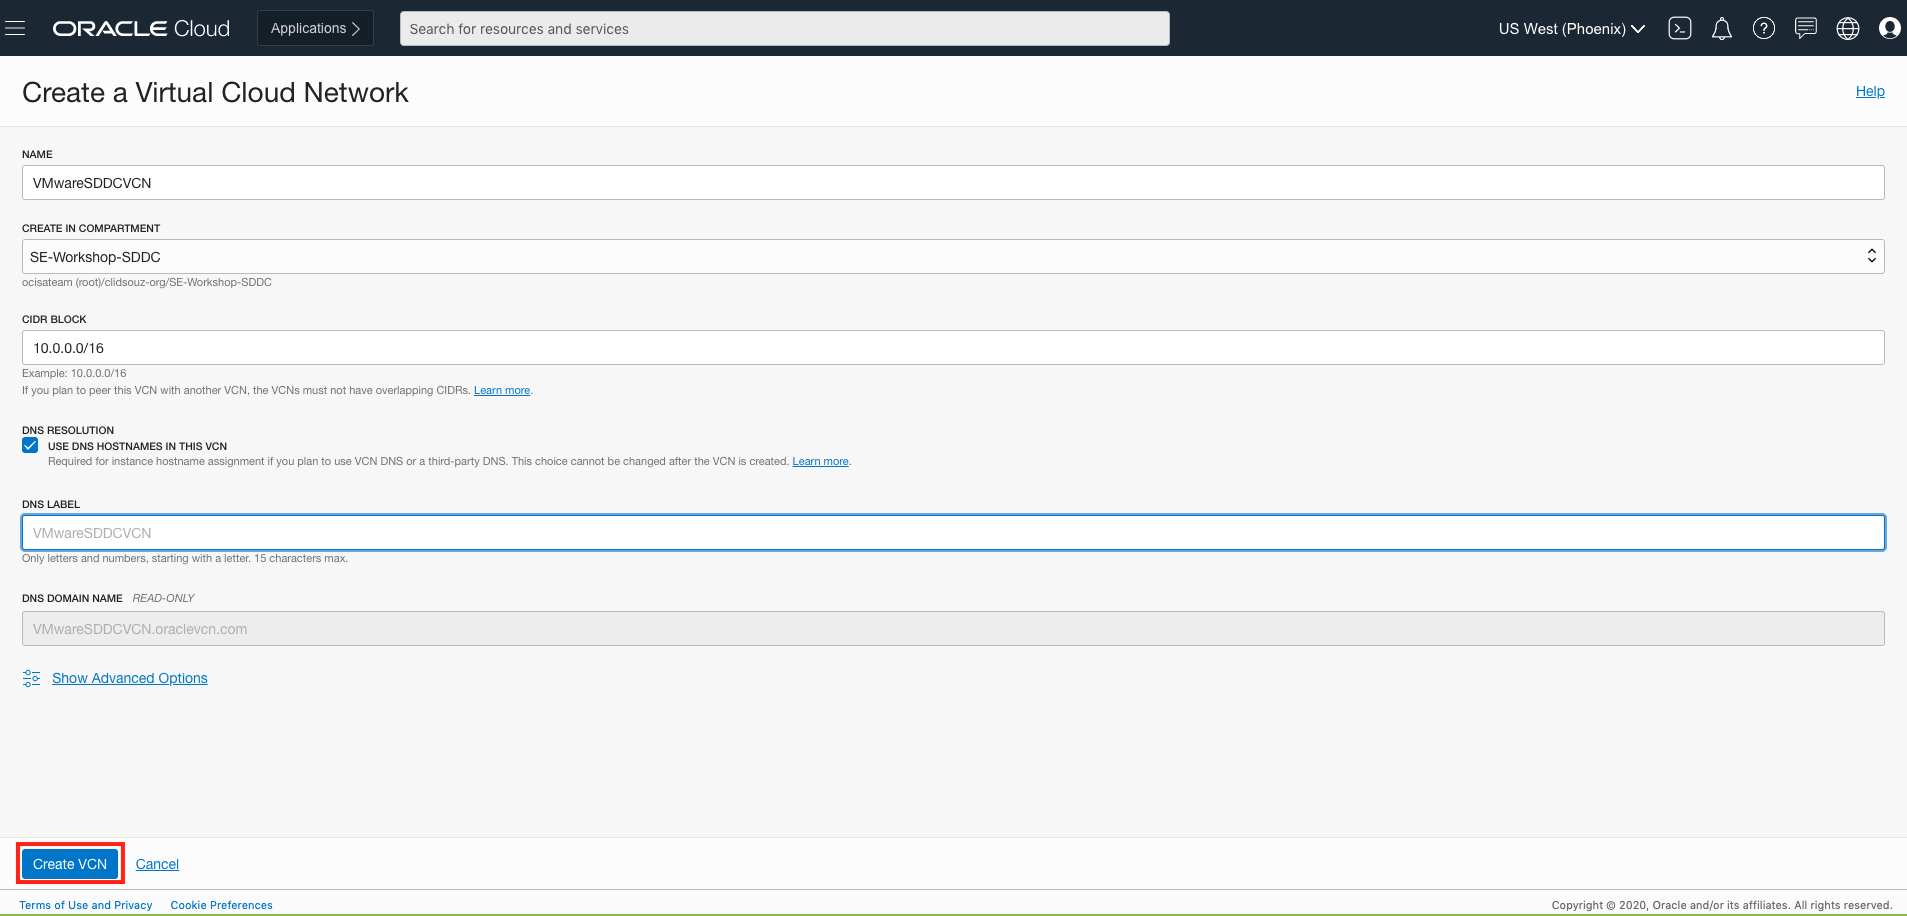 ORACLE Cloud
Applications
Search for resources and services
US West (Phoenix)
Create a Virtual Cloud Network
Help
NAME
VMwareSDDCVCN
CREATE IN COMPARTMENT
SE-Workshop-SDDC
ocisateam (root)/clidsouz-org/SE-Workshop-SDDC
CIDR BLOCK
10.0.0.0/16
Example: 10.0.0.0/16
If you plan to peer this VCN with another VCN, the VCNs must not have overlapping CIDRs. Learn more.
DNS RESOLUTION
USE DNS HOSTNAMES IN THIS VCN
Required for instance hostname assignment if you plan to use VCN DNS or a third-party DNS. This choice cannot be changed after the VCN is created. Learn more.
DNS LABEL
VMwareSDDCVCN
Only letters and numbers, starting with a letter. 15 characters max.
DNS DOMAIN NAME READ-ONLY
VMwareSDDCVCN.oraclevcn.com
Show Advanced Options
Create VCN Cancel
Terms of Use and Privacy Cookie Preferences
Copyright © 2020, Oracle and/or its affiliates. All rights reserved.